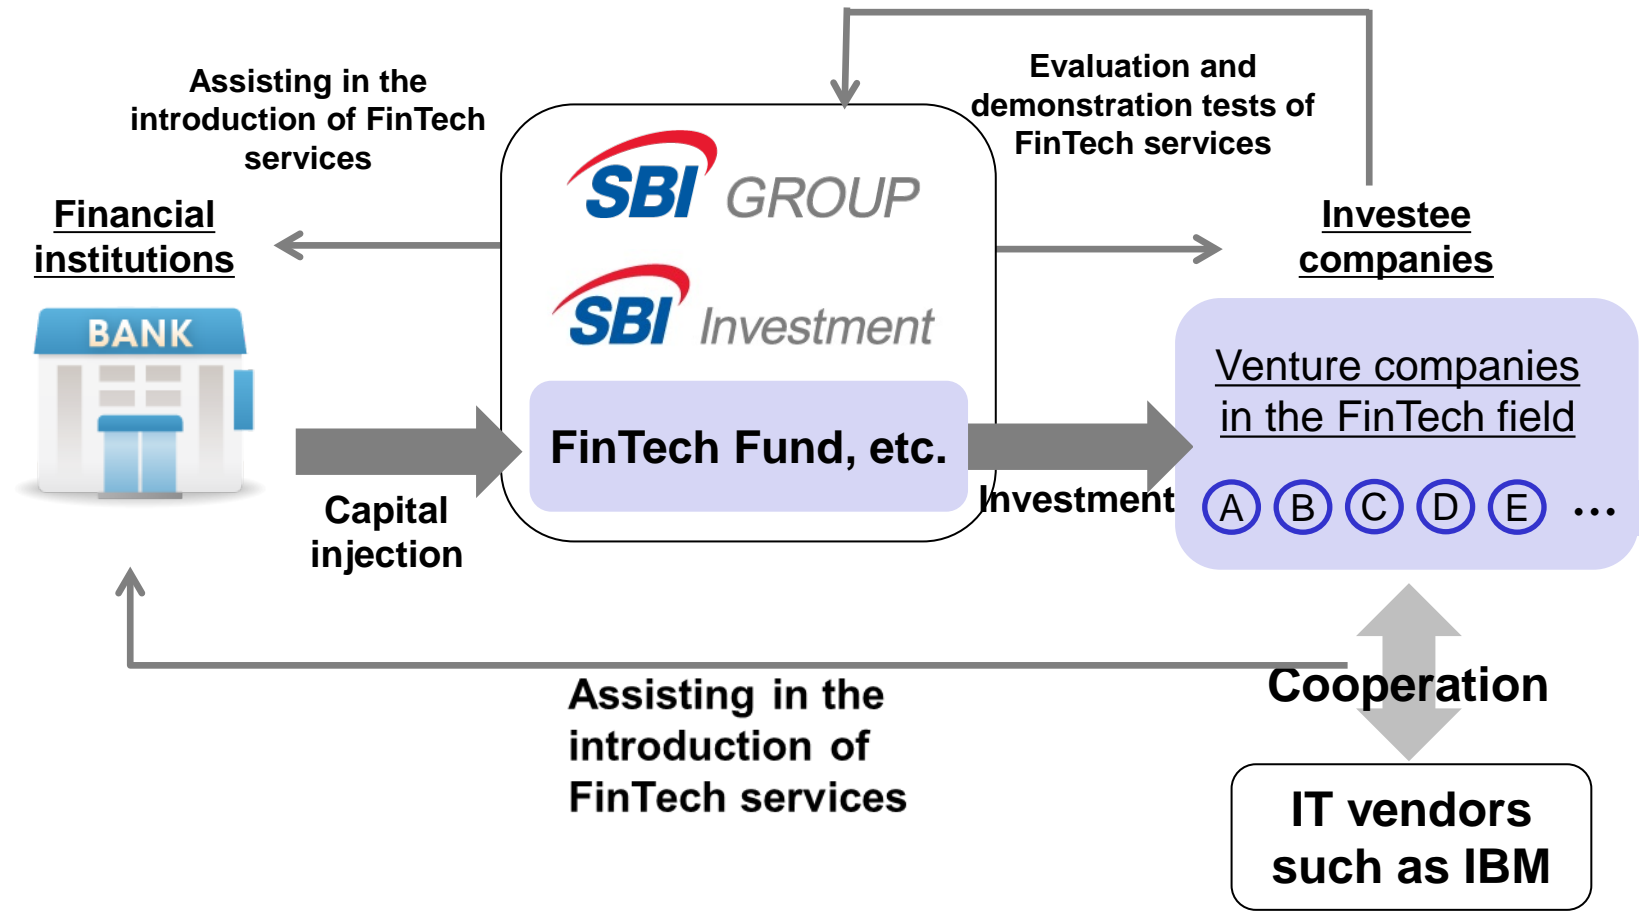 Assisting in the
introduction of FinTech
services
Evaluation and
demonstration tests of
FinTech services
Financial
institutions
BANK
SBI GROUP
SBI Investment
FinTech Fund, etc.
Capital
injection
Investment
Investee
companies
Venture companies
in the FinTech field
A B C D E ...
Cooperation
Assisting in the
introduction of
FinTech services
IT vendors
such as IBM